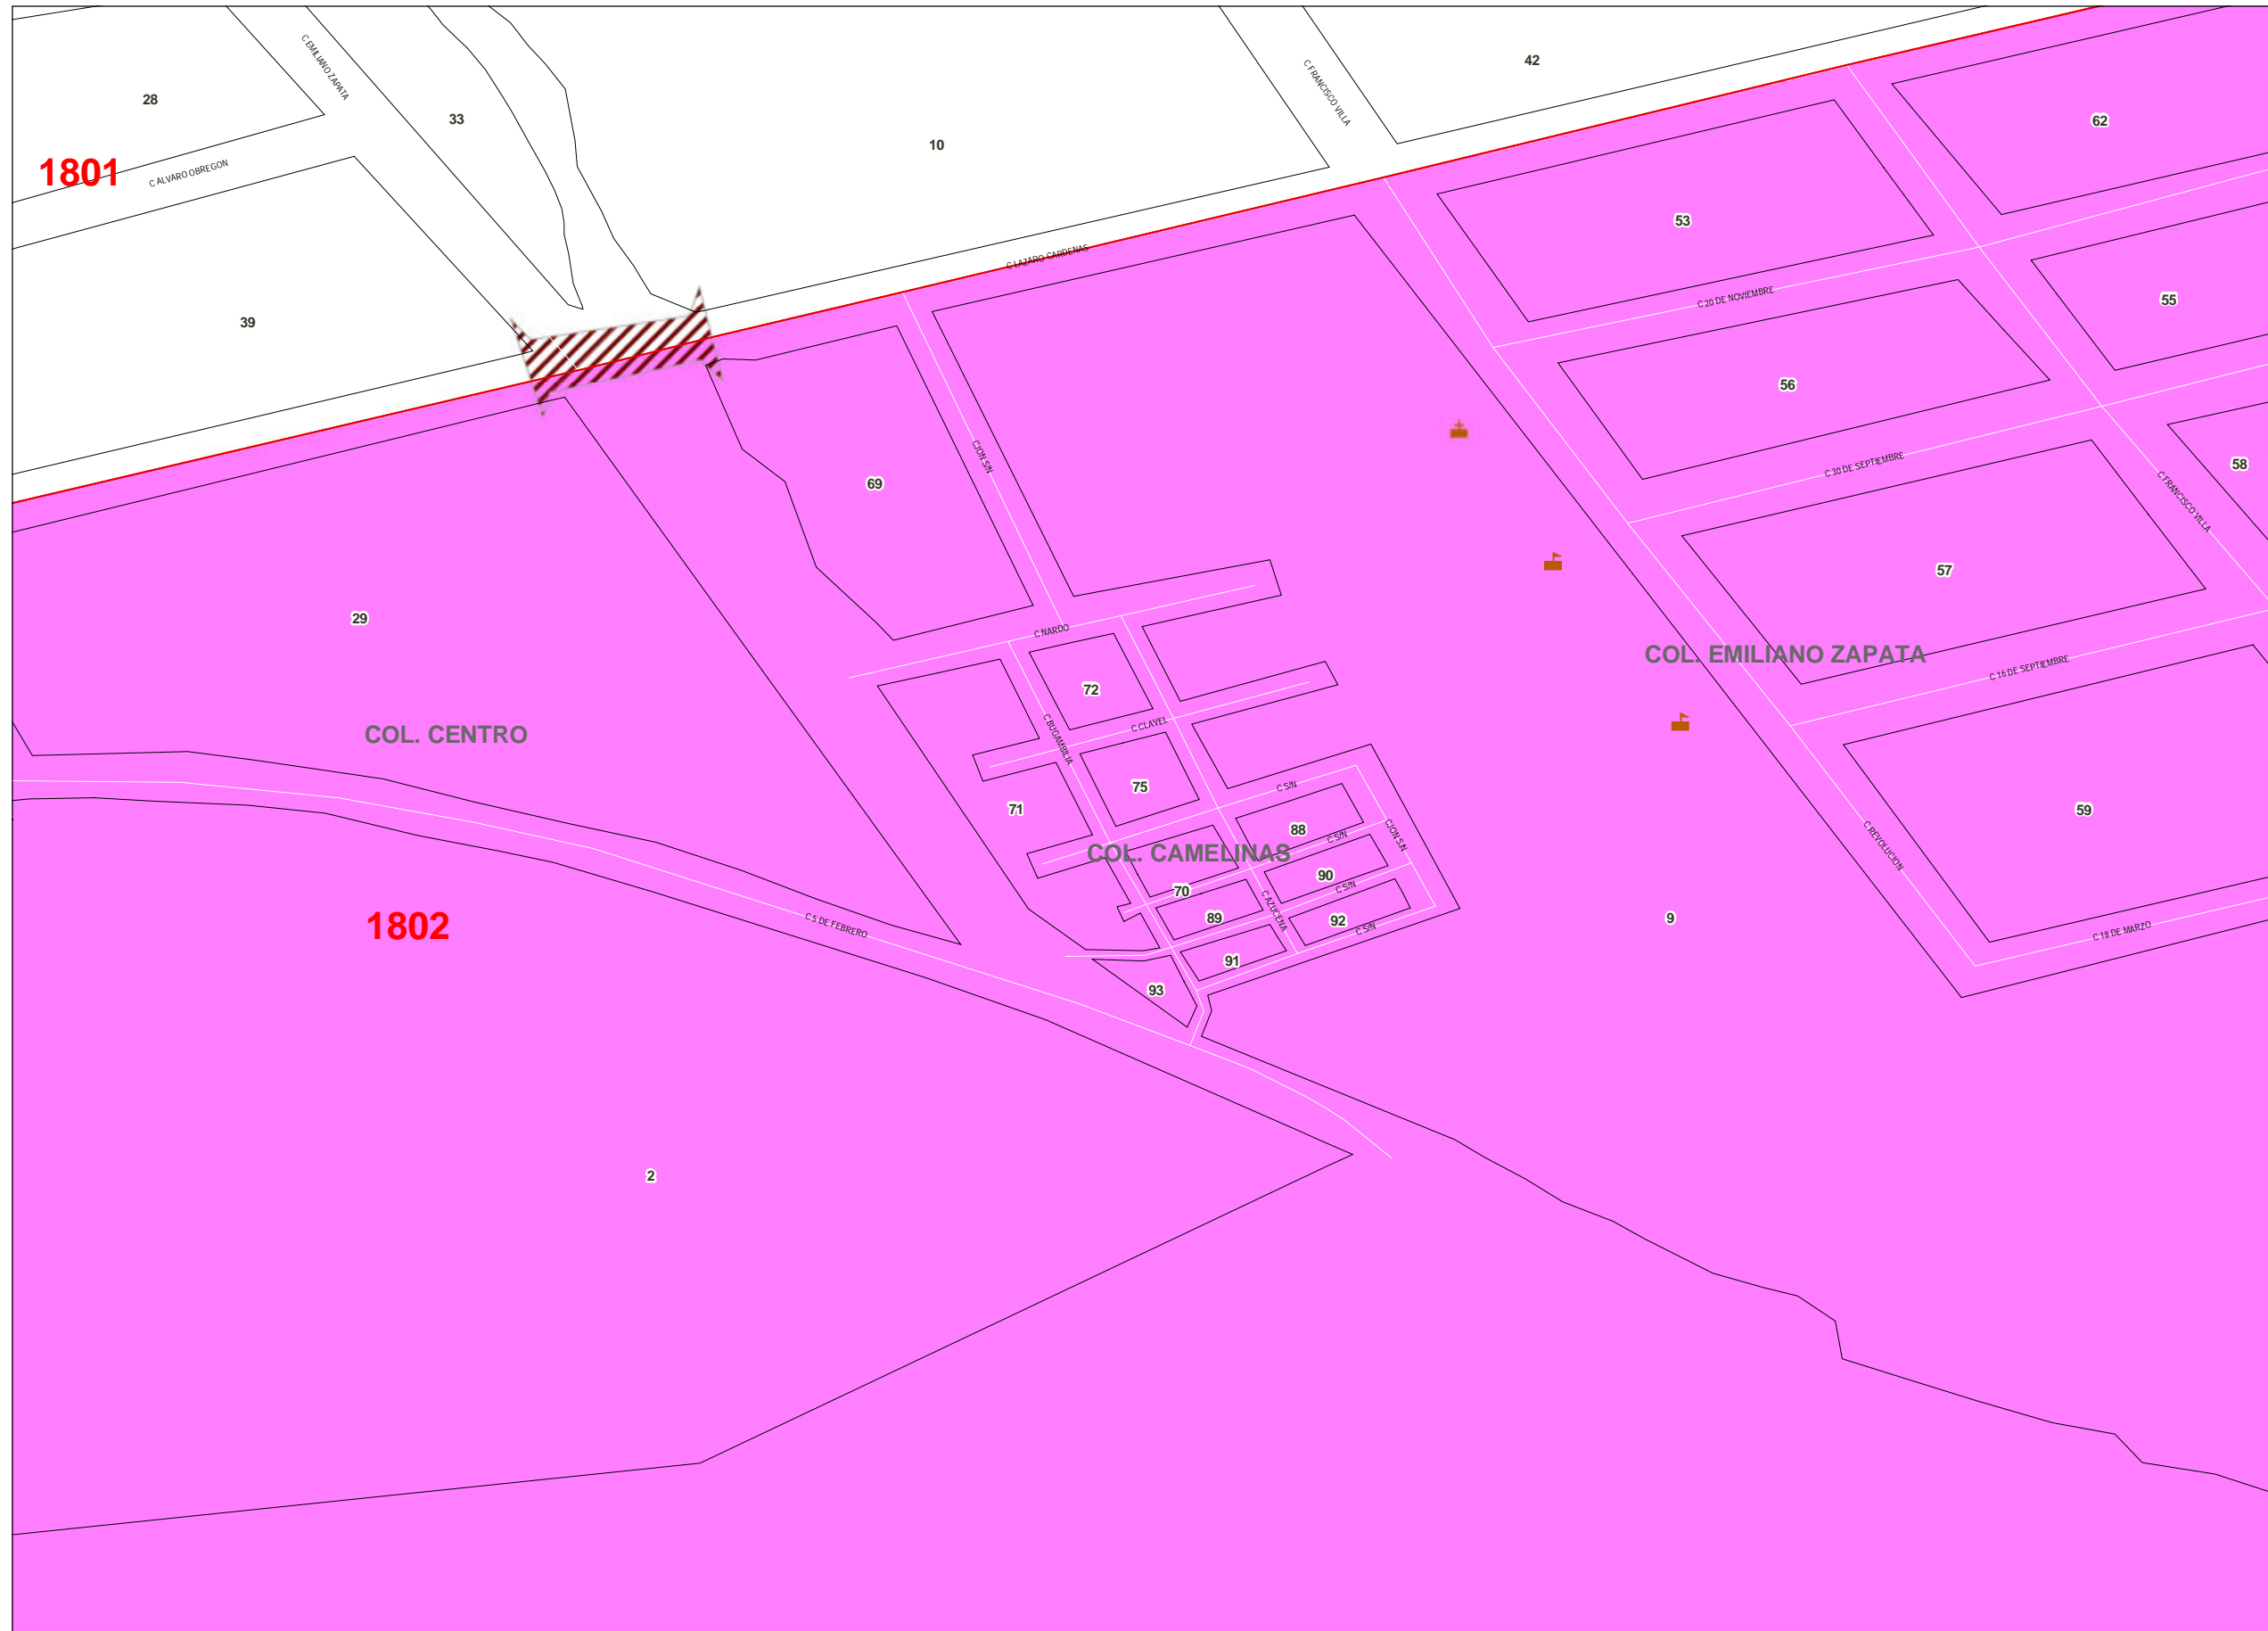 42
C EMILIANO ZAPATA
C FRANCISCO VILLA
28
33
62
10
1801
C ALVARO OBREGON
53
C LAZARO CARDENAS
C 20 DE NOVIEMBRE
55
39
56
CJON S/N
C 30 DE SEPTIEMBRE
58
69
C FRANCISCO VILLA
57
29
C NARDO
COL. EMILIANO ZAPATA
C 16 DE SEPTIEMBRE
72
COL. CENTRO
C BUGAMBILIA
C CLAVEL
75
C S/N
71
59
88
C S/N
CJON S/N
C REVOLUCION
COL. CAMELINAS
90
70
C S/N
C AZUCENA
89
92
C S/N
9
1802
C 5 DE FEBRERO
C 18 DE MARZO
91
93
2